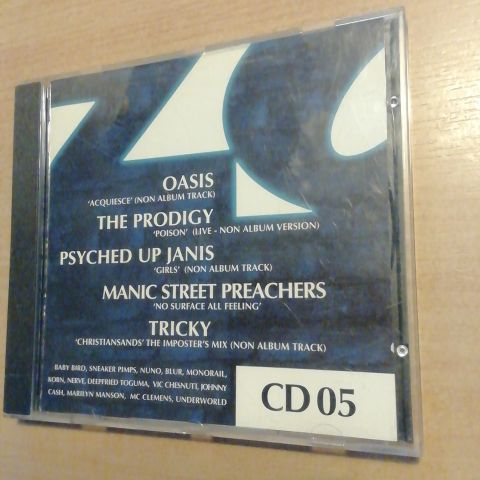 OASIS
'ACQUIESCE' (NON ALBUM TRACK)
THE PRODIGY
'POISON' (LIVE - NON ALBUM VERSION)
PSYCHED UP JANIS
'GIRLS' (NON ALBUM TRACK)
MANIC STREET PREACHERS
'NO SURFACE ALL FEELING'
TRICKY
'CHRISTIANSANDS' THE IMPOSTER'S MIX (NON ALBUM TRACK)
BABY BIRD, SNEAKER PIMPS, NUNO, BLUR, MONORAIL,
KORN, NERVE, DEEPFRIED TOGUMA, VIC CHESNUTT, JOHNNY
CASH, MARILYN MANSON, MC CLEMENS, UNDERWORLD
CD 05